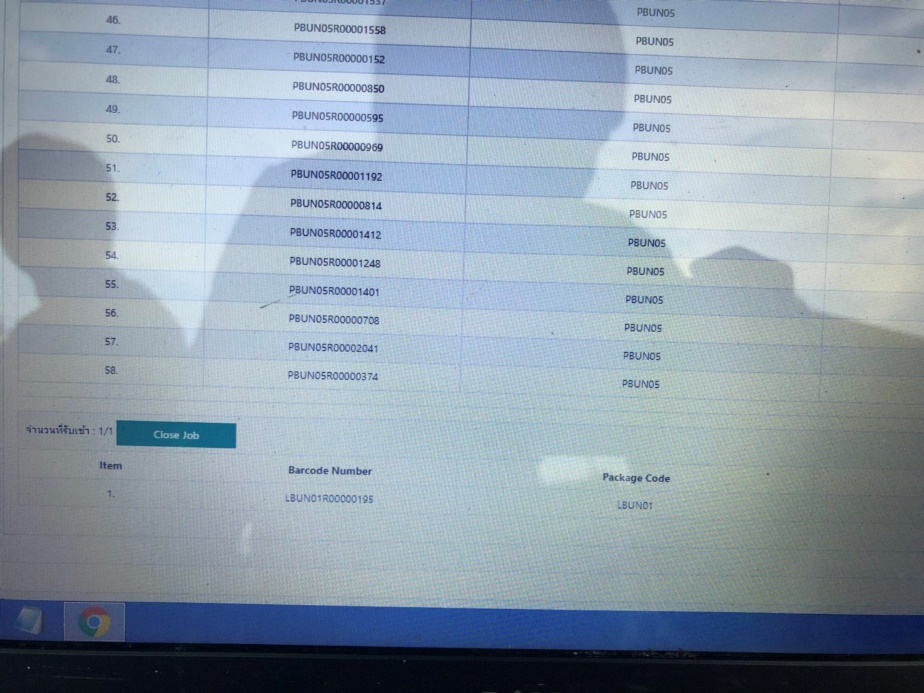 PBUN05
46. PBUN05R00001558 PBUN05
47. PBUN05R00000152 PBUN05
48. PBUN05R00000850 PBUN05
49. PBUN05R00000595 PBUN05
50. PBUN05R00000969 PBUN05
51. PBUN05R00001192 PBUN05
52. PBUN05R00000814 PBUN05
53. PBUN05R00001412 PBUN05
54. PBUN05R00001248 PBUN05
55. PBUN05R00001401 PBUN05
56. PBUN05R00000708 PBUN05
57. PBUN05R00002041 PBUN05
58. PBUN05R00000374 PBUN05
จำนวนที่รับเข้า : 1/1 Close Job
Item Barcode Number Package Code
1. LBUN01R00000195 LBUN01